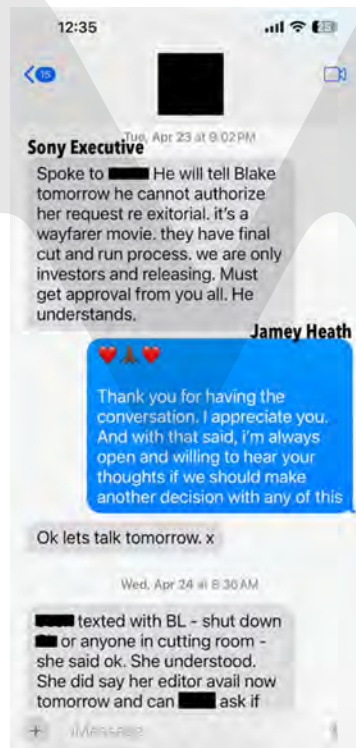 12:35
15
Tue, Apr 23 at 9:02 PM
Sony Executive
Spoke to He will tell Blake
tomorrow he cannot authorize
her request re exitorial. it's a
wayfarer movie. they have final
cut and run process. we are only
investors and releasing. Must
get approval from you all. He
understands.
Jamey Heath
❤️🙏🏾❤️
Thank you for having the
conversation. I appreciate you.
And with that said, i'm always
open and willing to hear your
thoughts if we should make
another decision with any of this
Ok lets talk tomorrow. x
Wed, Apr 24 at 8:30 AM
texted with BL - shut down
or anyone in cutting room -
she said ok. She understood.
She did say her editor avail now
tomorrow and can ask if
+ iMessage